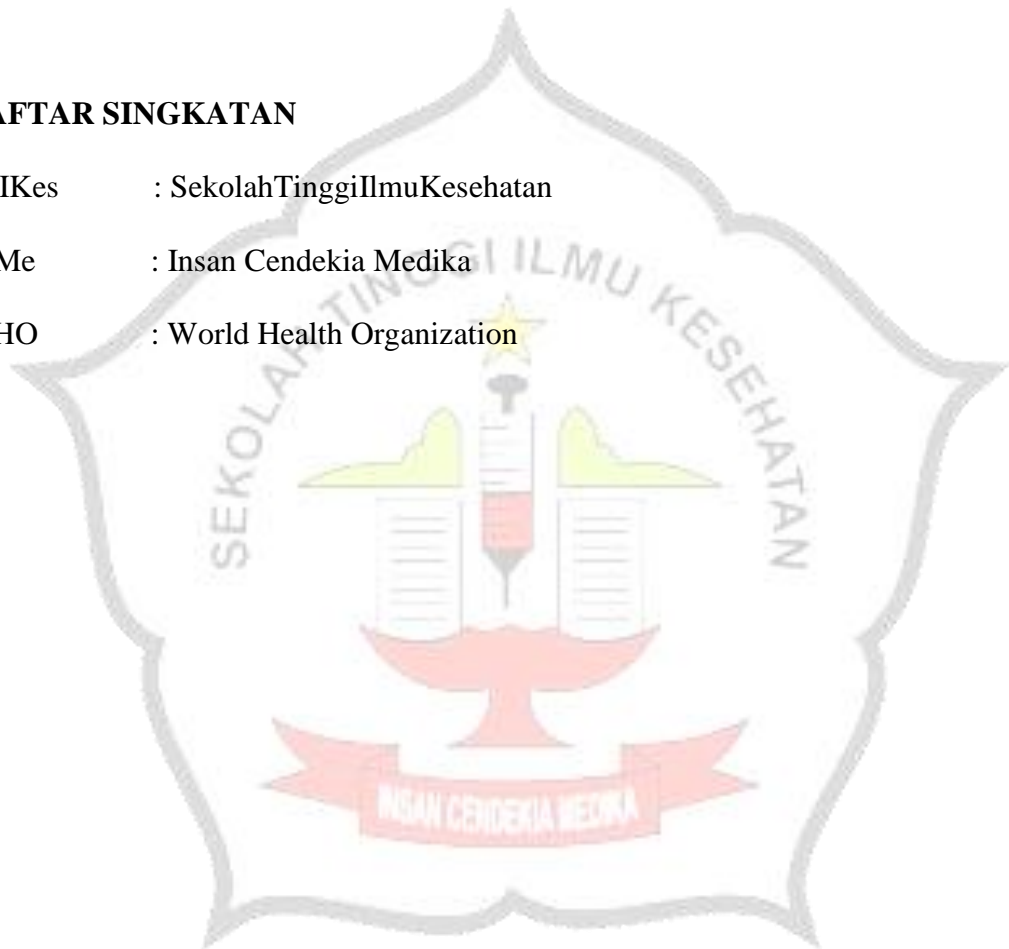 AFTAR SINGKATAN
IKes : SekolahTinggiIlmuKesehatan
Me : Insan Cendekia Medika
HO : World Health Organization
SEKOLAH TINGGI ILMU KESEHATAN
INSAN CENDEKIA MEDIKA